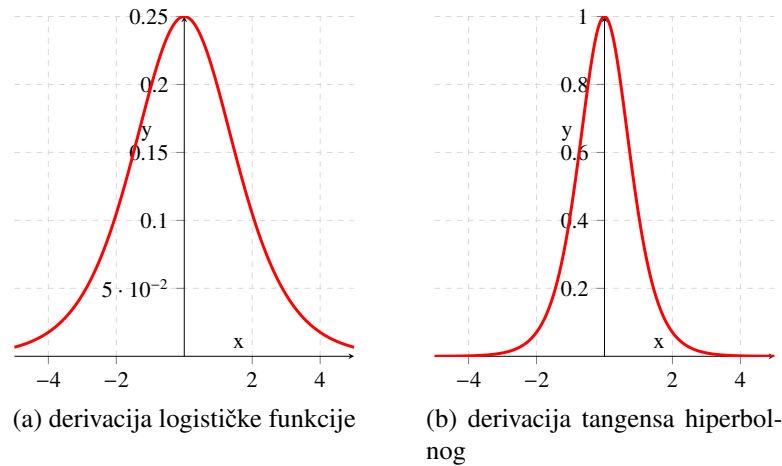 0.25
0.2
y
0.15
0.1
5 · 10⁻²
x
−4 −2 2 4
(a) derivacija logističke funkcije
1
0.8
y
0.6
0.4
0.2
x
−4 −2 2 4
(b) derivacija tangensa hiperbol-
nog